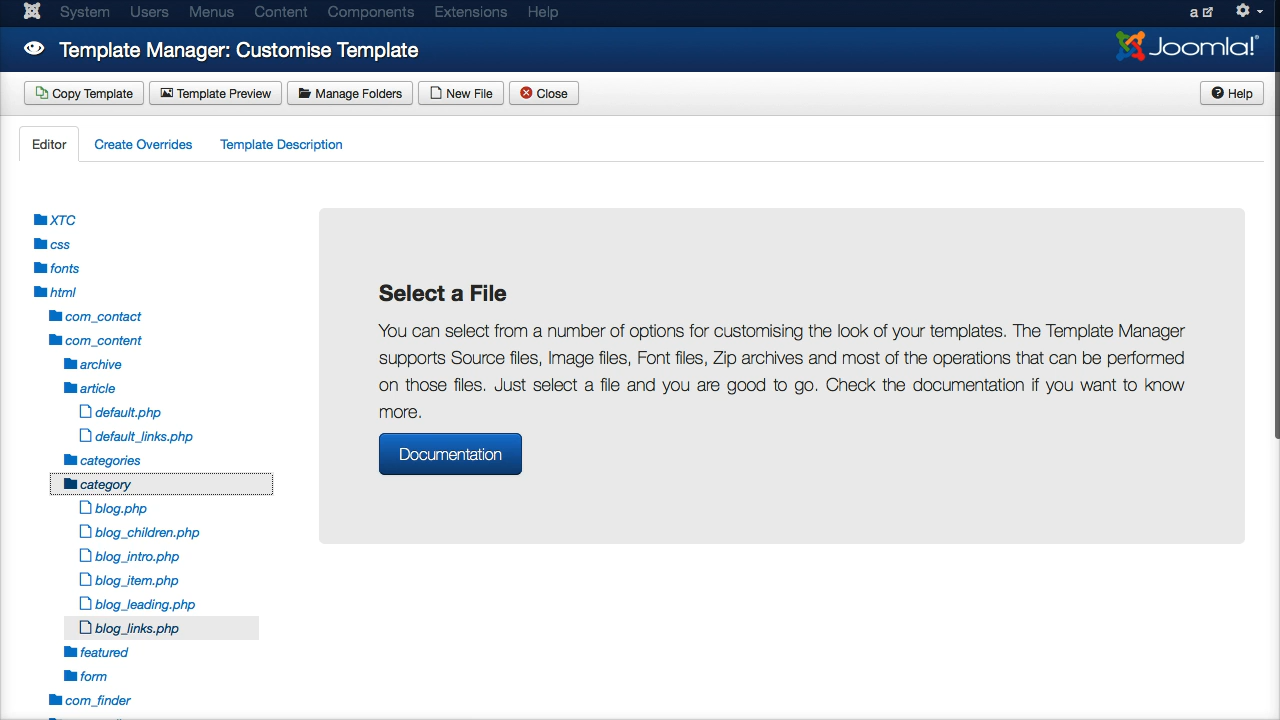 System Users Menus Content Components Extensions Help a
Template Manager: Customise Template Joomla!®
Copy Template Template Preview Manage Folders New File Close Help
Editor Create Overrides Template Description
XTC
css
fonts
html
com_contact
com_content
archive
article
default.php
default_links.php
categories
category
blog.php
blog_children.php
blog_intro.php
blog_item.php
blog_leading.php
blog_links.php
featured
form
com_finder
Select a File
You can select from a number of options for customising the look of your templates. The Template Manager
supports Source files, Image files, Font files, Zip archives and most of the operations that can be performed
on those files. Just select a file and you are good to go. Check the documentation if you want to know
more.
Documentation